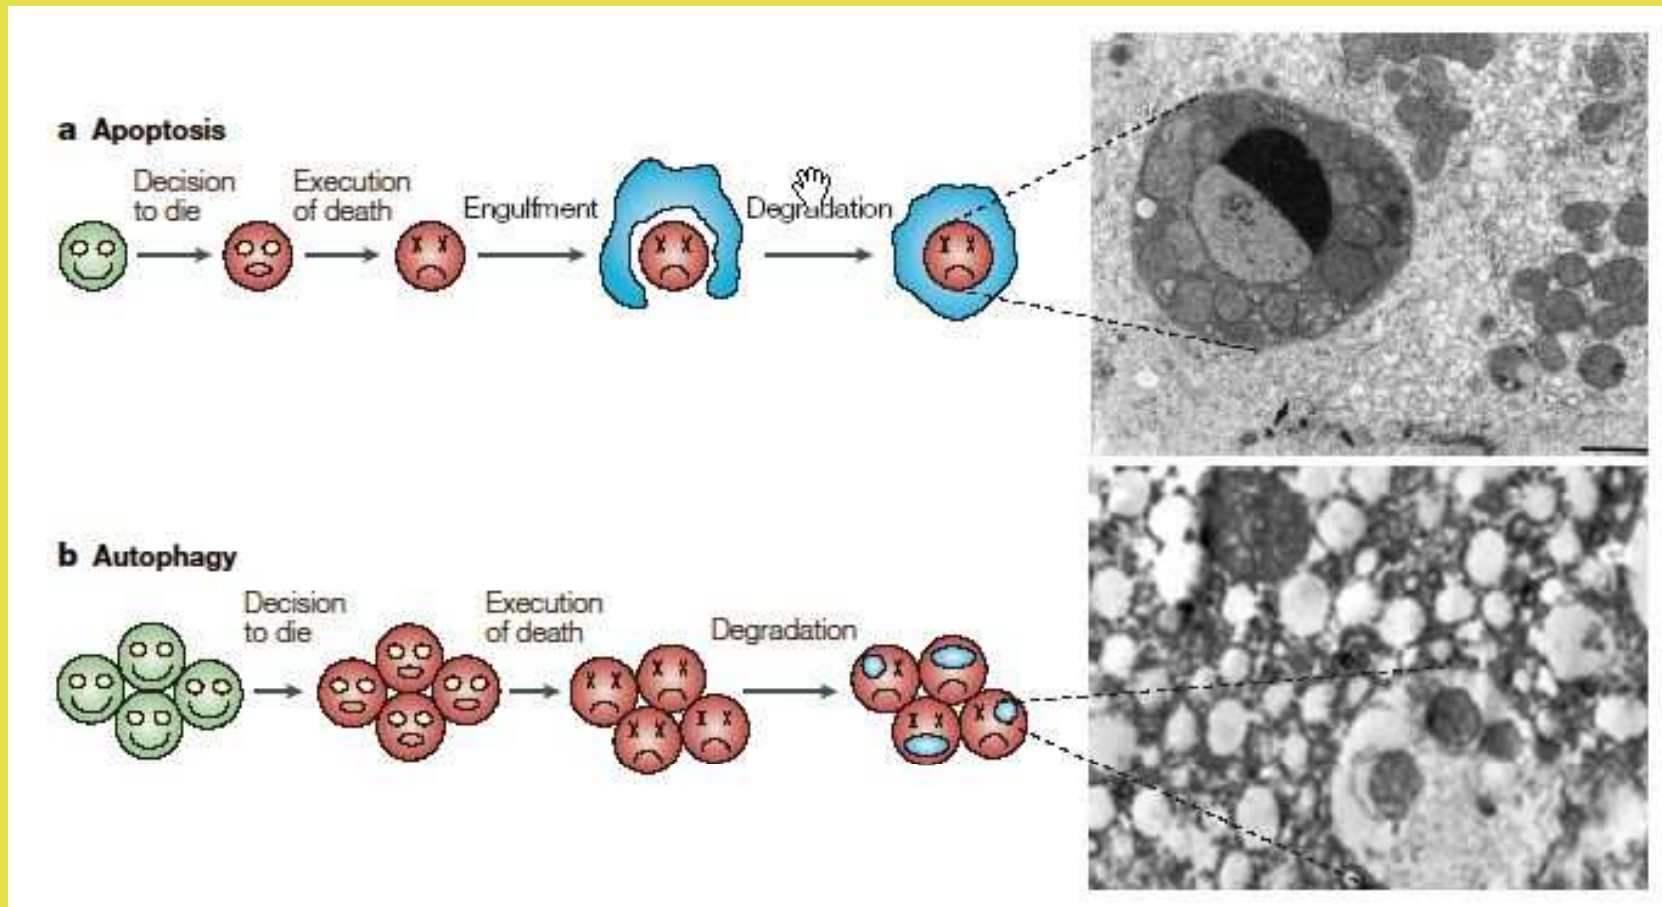 a Apoptosis
Decision
to die
Execution
of death
Engulfment
Degradation
b Autophagy
Decision
to die
Execution
of death
Degradation